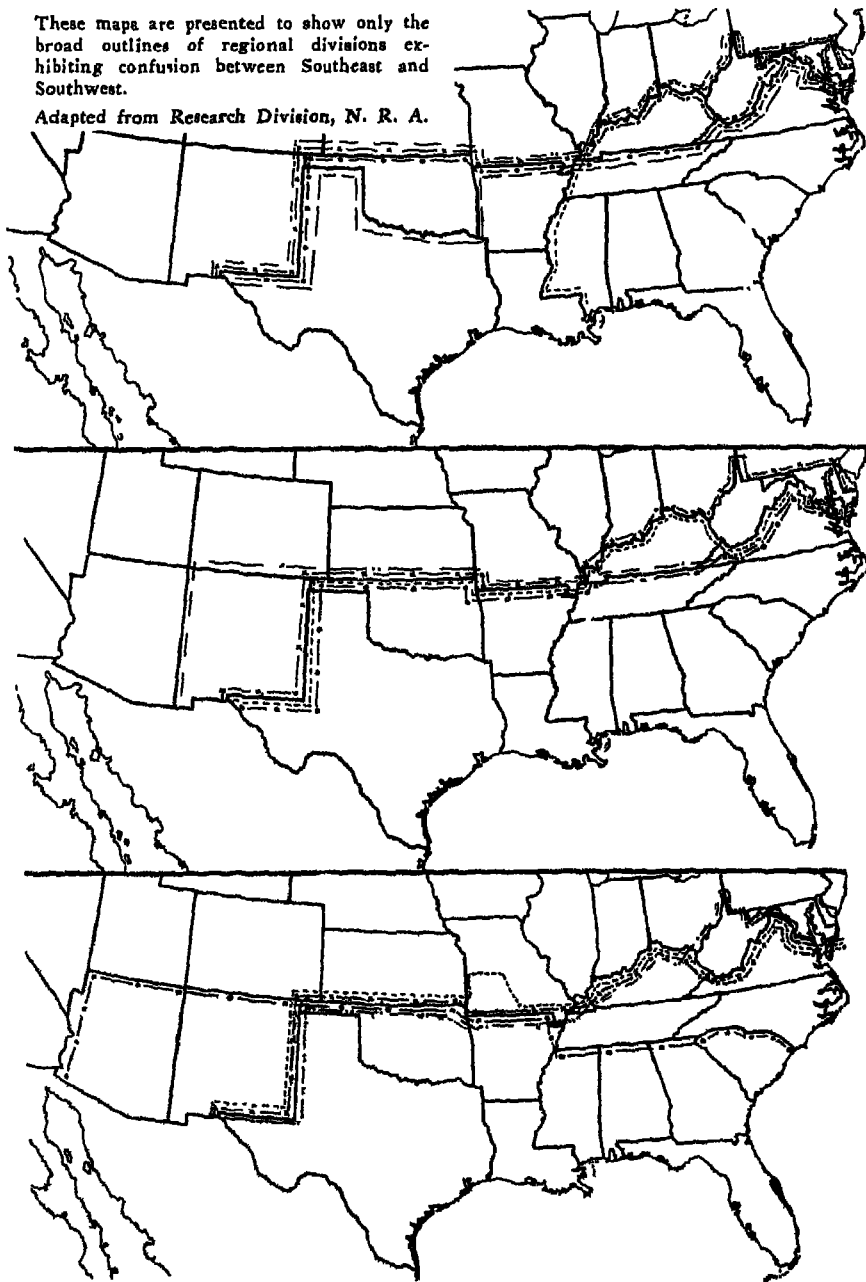 These maps are presented to show only the
broad outlines of regional divisions ex-
hibiting confusion between Southeast and
Southwest.
Adapted from Research Division, N. R. A.